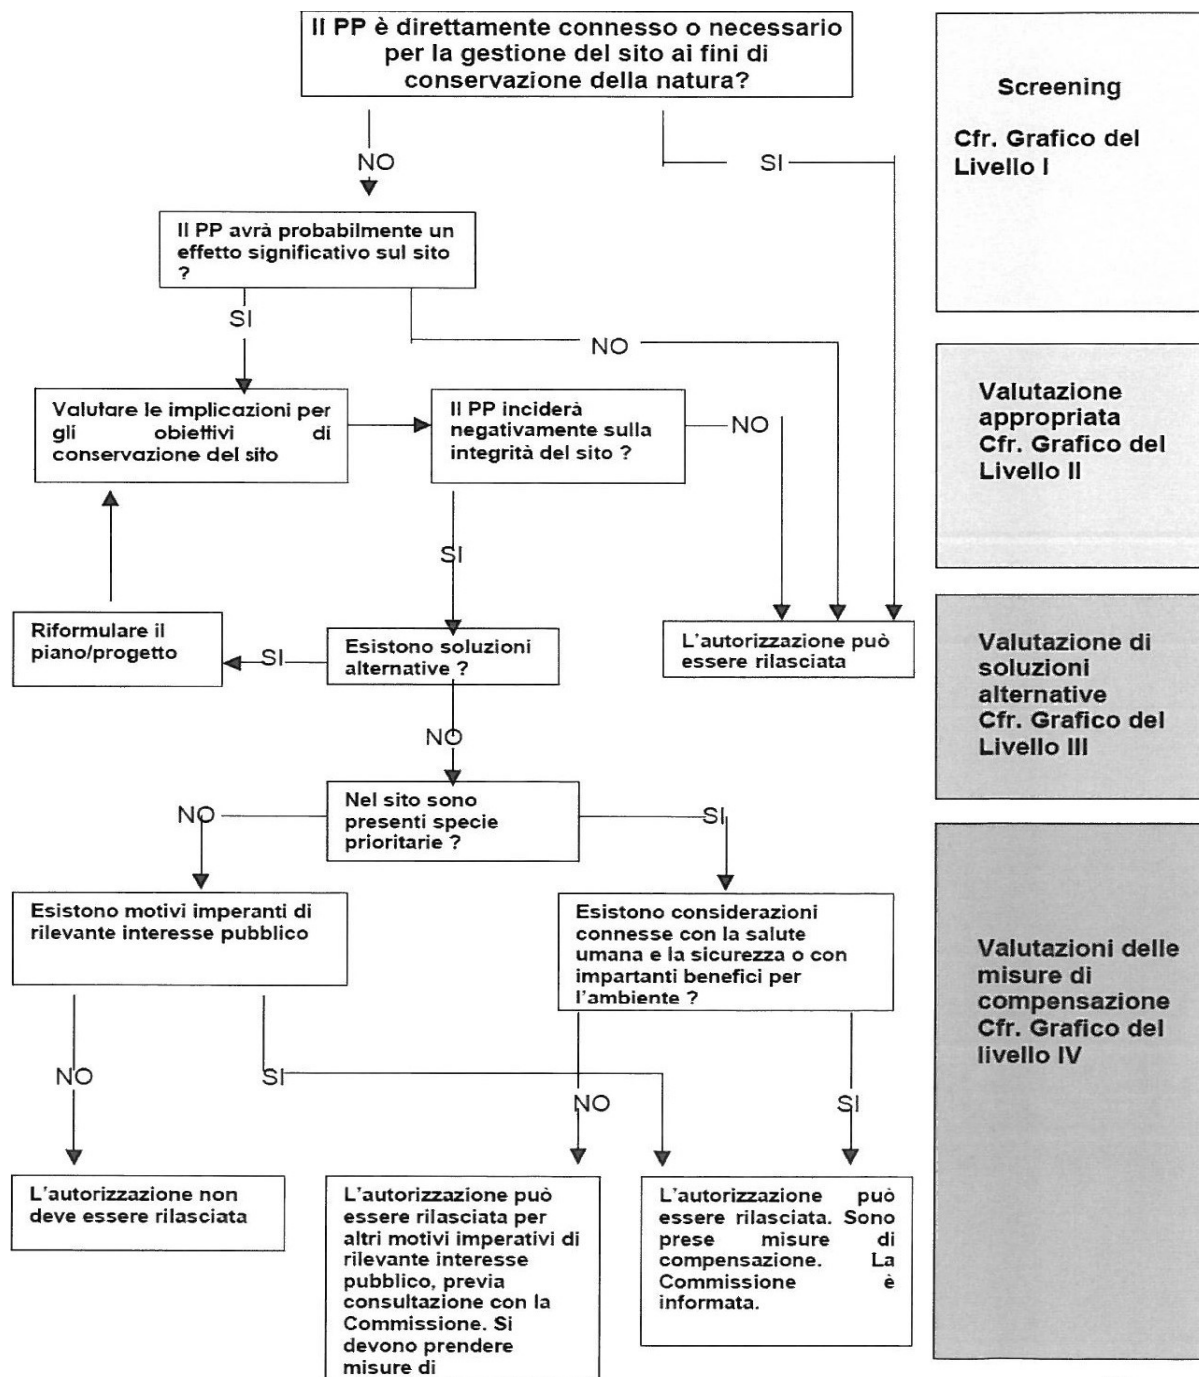 Il PP è direttamente connesso o necessario
per la gestione del sito ai fini di
conservazione della natura?
Screening
Cfr. Grafico del
Livello I
NO
SI
Il PP avrà probabilmente un
effetto significativo sul sito
?
SI
NO
Valutare le implicazioni per
gli obiettivi di
conservazione del sito
Il PP inciderà
negativamente sulla
integrità del sito ?
NO
Valutazione
appropriata
Cfr. Grafico del
Livello II
SI
Riformulare il
piano/progetto
SI
Esistono soluzioni
alternative ?
L'autorizzazione può
essere rilasciata
Valutazione di
soluzioni
alternative
Cfr. Grafico del
Livello III
NO
Nel sito sono
presenti specie
prioritarie ?
NO
SI
Esistono motivi imperanti di
rilevante interesse pubblico
Esistono considerazioni
connesse con la salute
umana e la sicurezza o con
impartanti benefici per
l'ambiente ?
Valutazioni delle
misure di
compensazione
Cfr. Grafico del
livello IV
NO
SI
NO
SI
L'autorizzazione non
deve essere rilasciata
L'autorizzazione può
essere rilasciata per
altri motivi imperativi di
rilevante interesse
pubblico, previa
consultazione con la
Commissione. Si
devono prendere
misure di
L'autorizzazione può
essere rilasciata. Sono
prese misure di
compensazione. La
Commissione è
informata.